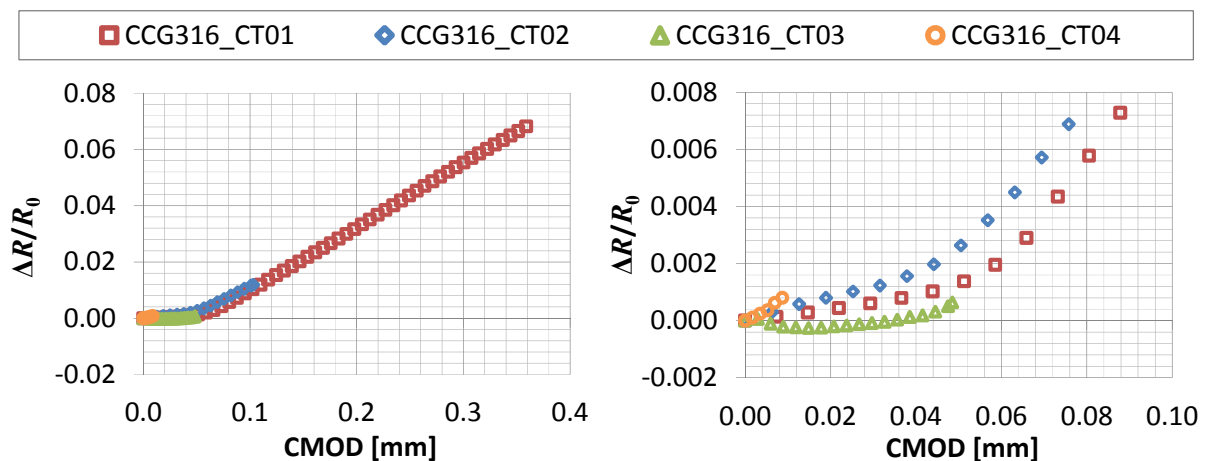 CCG316_CT01 CCG316_CT02 CCG316_CT03 CCG316_CT04
0.08
0.06
0.04
0.02
0.00
-0.02
ΔR/R0
0.0 0.1 0.2 0.3 0.4
CMOD [mm]
0.008
0.006
0.004
0.002
0.000
-0.002
ΔR/R0
0.00 0.02 0.04 0.06 0.08 0.10
CMOD [mm]